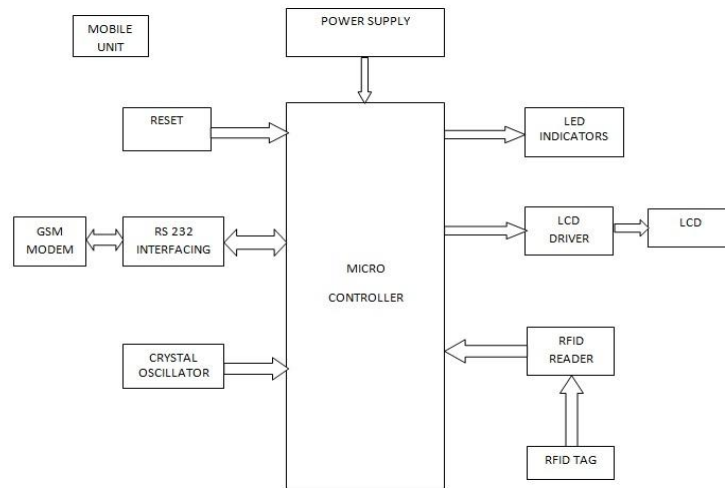 MOBILE
UNIT
POWER SUPPLY
RESET
LED
INDICATORS
GSM
MODEM
RS 232
INTERFACING
LCD
DRIVER
LCD
MICRO
CONTROLLER
CRYSTAL
OSCILLATOR
RFID
READER
RFID TAG